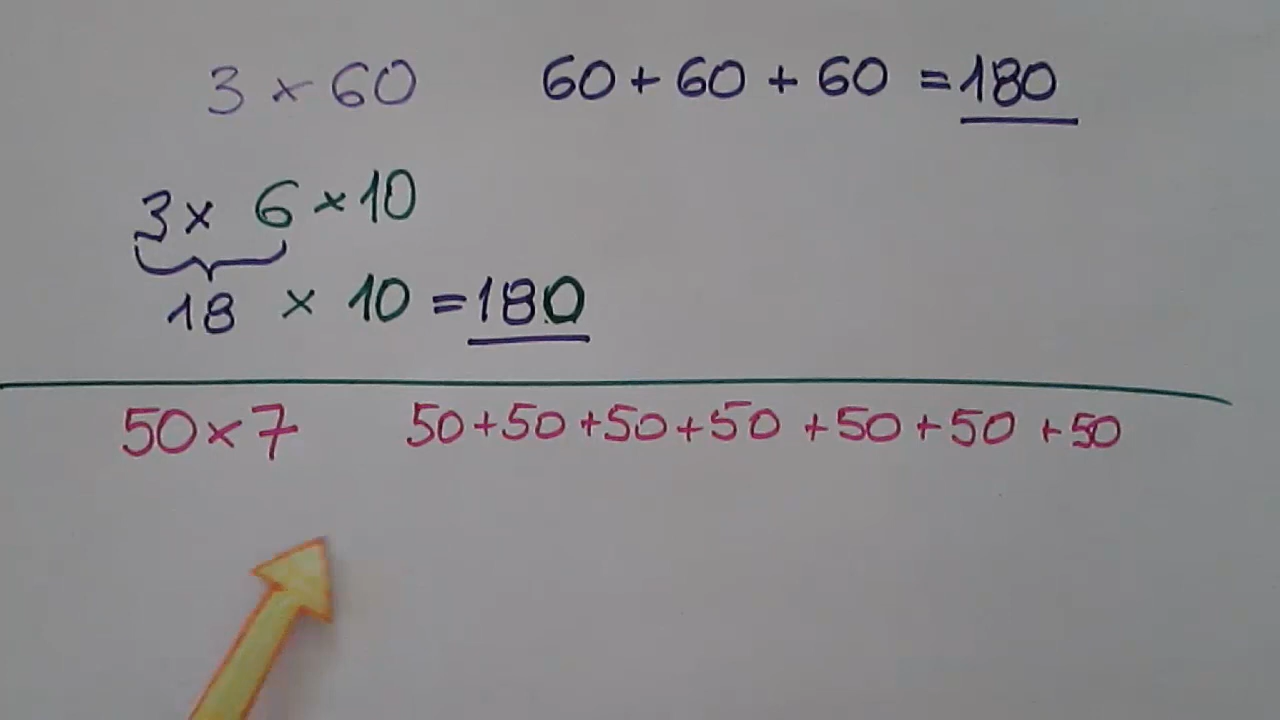 3 × 60 60 + 60 + 60 = 180
3 × 6 × 10
18 × 10 = 180
50 × 7 50 + 50 + 50 + 50 + 50 + 50 + 50